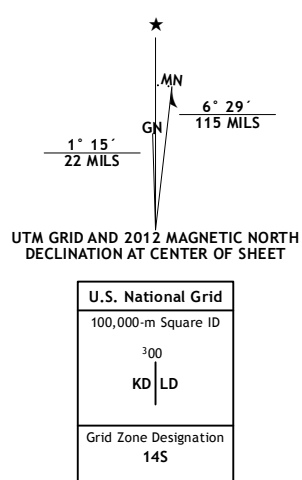 ★
MN
GN
6° 29´
115 MILS
1° 15´
22 MILS
UTM GRID AND 2012 MAGNETIC NORTH
DECLINATION AT CENTER OF SHEET
U.S. National Grid
100,000-m Square ID
³00
KD LD
Grid Zone Designation
14S